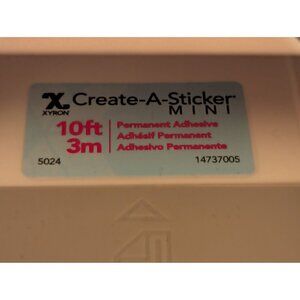 XYRON
Create-A-Sticker
MINI
10ft
3m
Permanent Adhesive
Adhésif Permanent
Adhesivo Permanente
5024
14737005